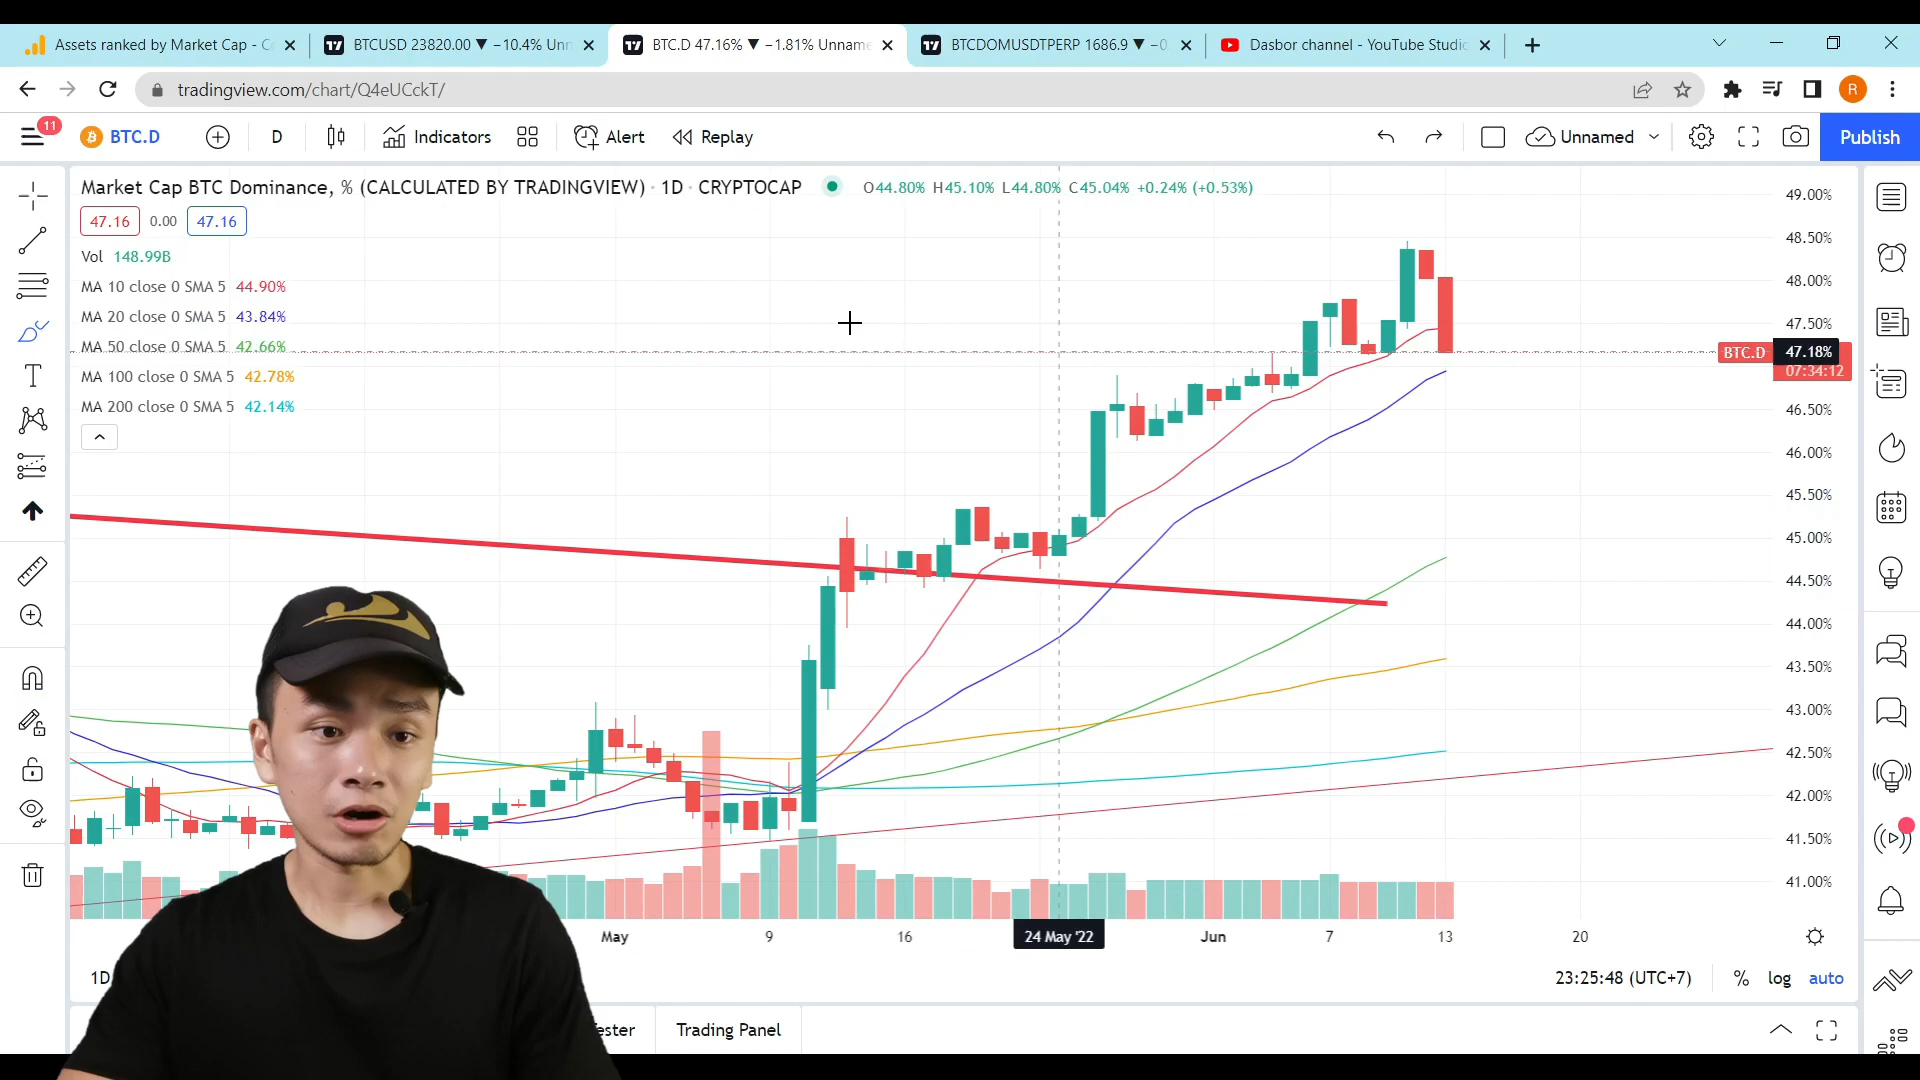 Assets ranked by Market Cap - C
BTCUSD 23820.00 ▼ −10.4% Unn
BTC.D 47.16% ▼ −1.81% Unname
BTCDOMUSDTPERP 1686.9 ▼ −0
Dasbor channel - YouTube Studio
tradingview.com/chart/Q4eUCckT/
R
11
BTC.D
D
Indicators
Alert
Replay
Unnamed
Publish
Market Cap BTC Dominance, % (CALCULATED BY TRADINGVIEW) · 1D · CRYPTOCAP
O44.80% H45.10% L44.80% C45.04% +0.24% (+0.53%)
47.16 0.00 47.16
Vol 148.99B
MA 10 close 0 SMA 5 44.90%
MA 20 close 0 SMA 5 43.84%
MA 50 close 0 SMA 5 42.66%
MA 100 close 0 SMA 5 42.78%
MA 200 close 0 SMA 5 42.14%
49.00%
48.50%
48.00%
47.50%
BTC.D 47.18%
07:34:12
46.50%
46.00%
45.50%
45.00%
44.50%
44.00%
43.50%
43.00%
42.50%
42.00%
41.50%
41.00%
May 9 16 24 May '22 Jun 7 13 20
1D
23:25:48 (UTC+7) % log auto
ester
Trading Panel